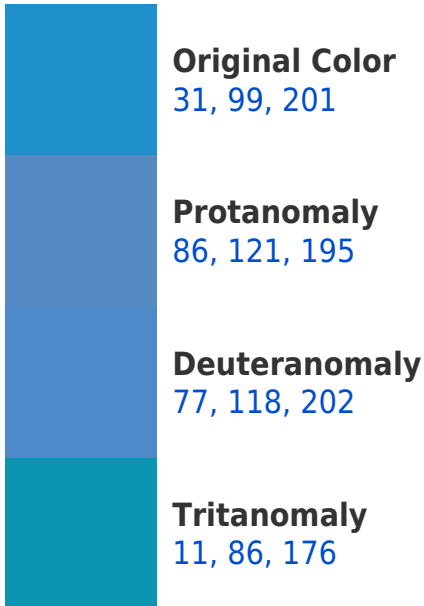 Original Color
31, 99, 201
Protanomaly
86, 121, 195
Deuteranomaly
77, 118, 202
Tritanomaly
11, 86, 176